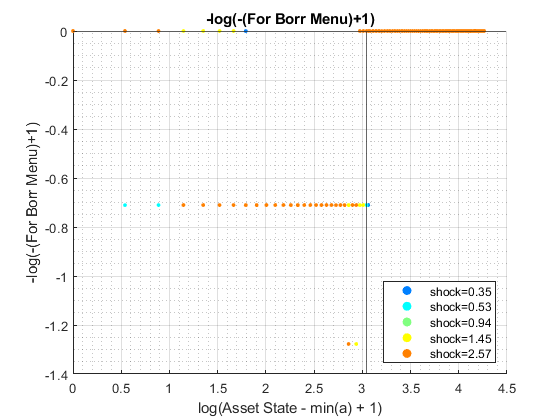 -log(-(For Borr Menu)+1)
0
-0.2
-0.4
-0.6
-0.8
-1
-1.2
-1.4
-log(-(For Borr Menu)+1)
shock=0.35
shock=0.53
shock=0.94
shock=1.45
shock=2.57
0 0.5 1 1.5 2 2.5 3 3.5 4 4.5
log(Asset State - min(a) + 1)